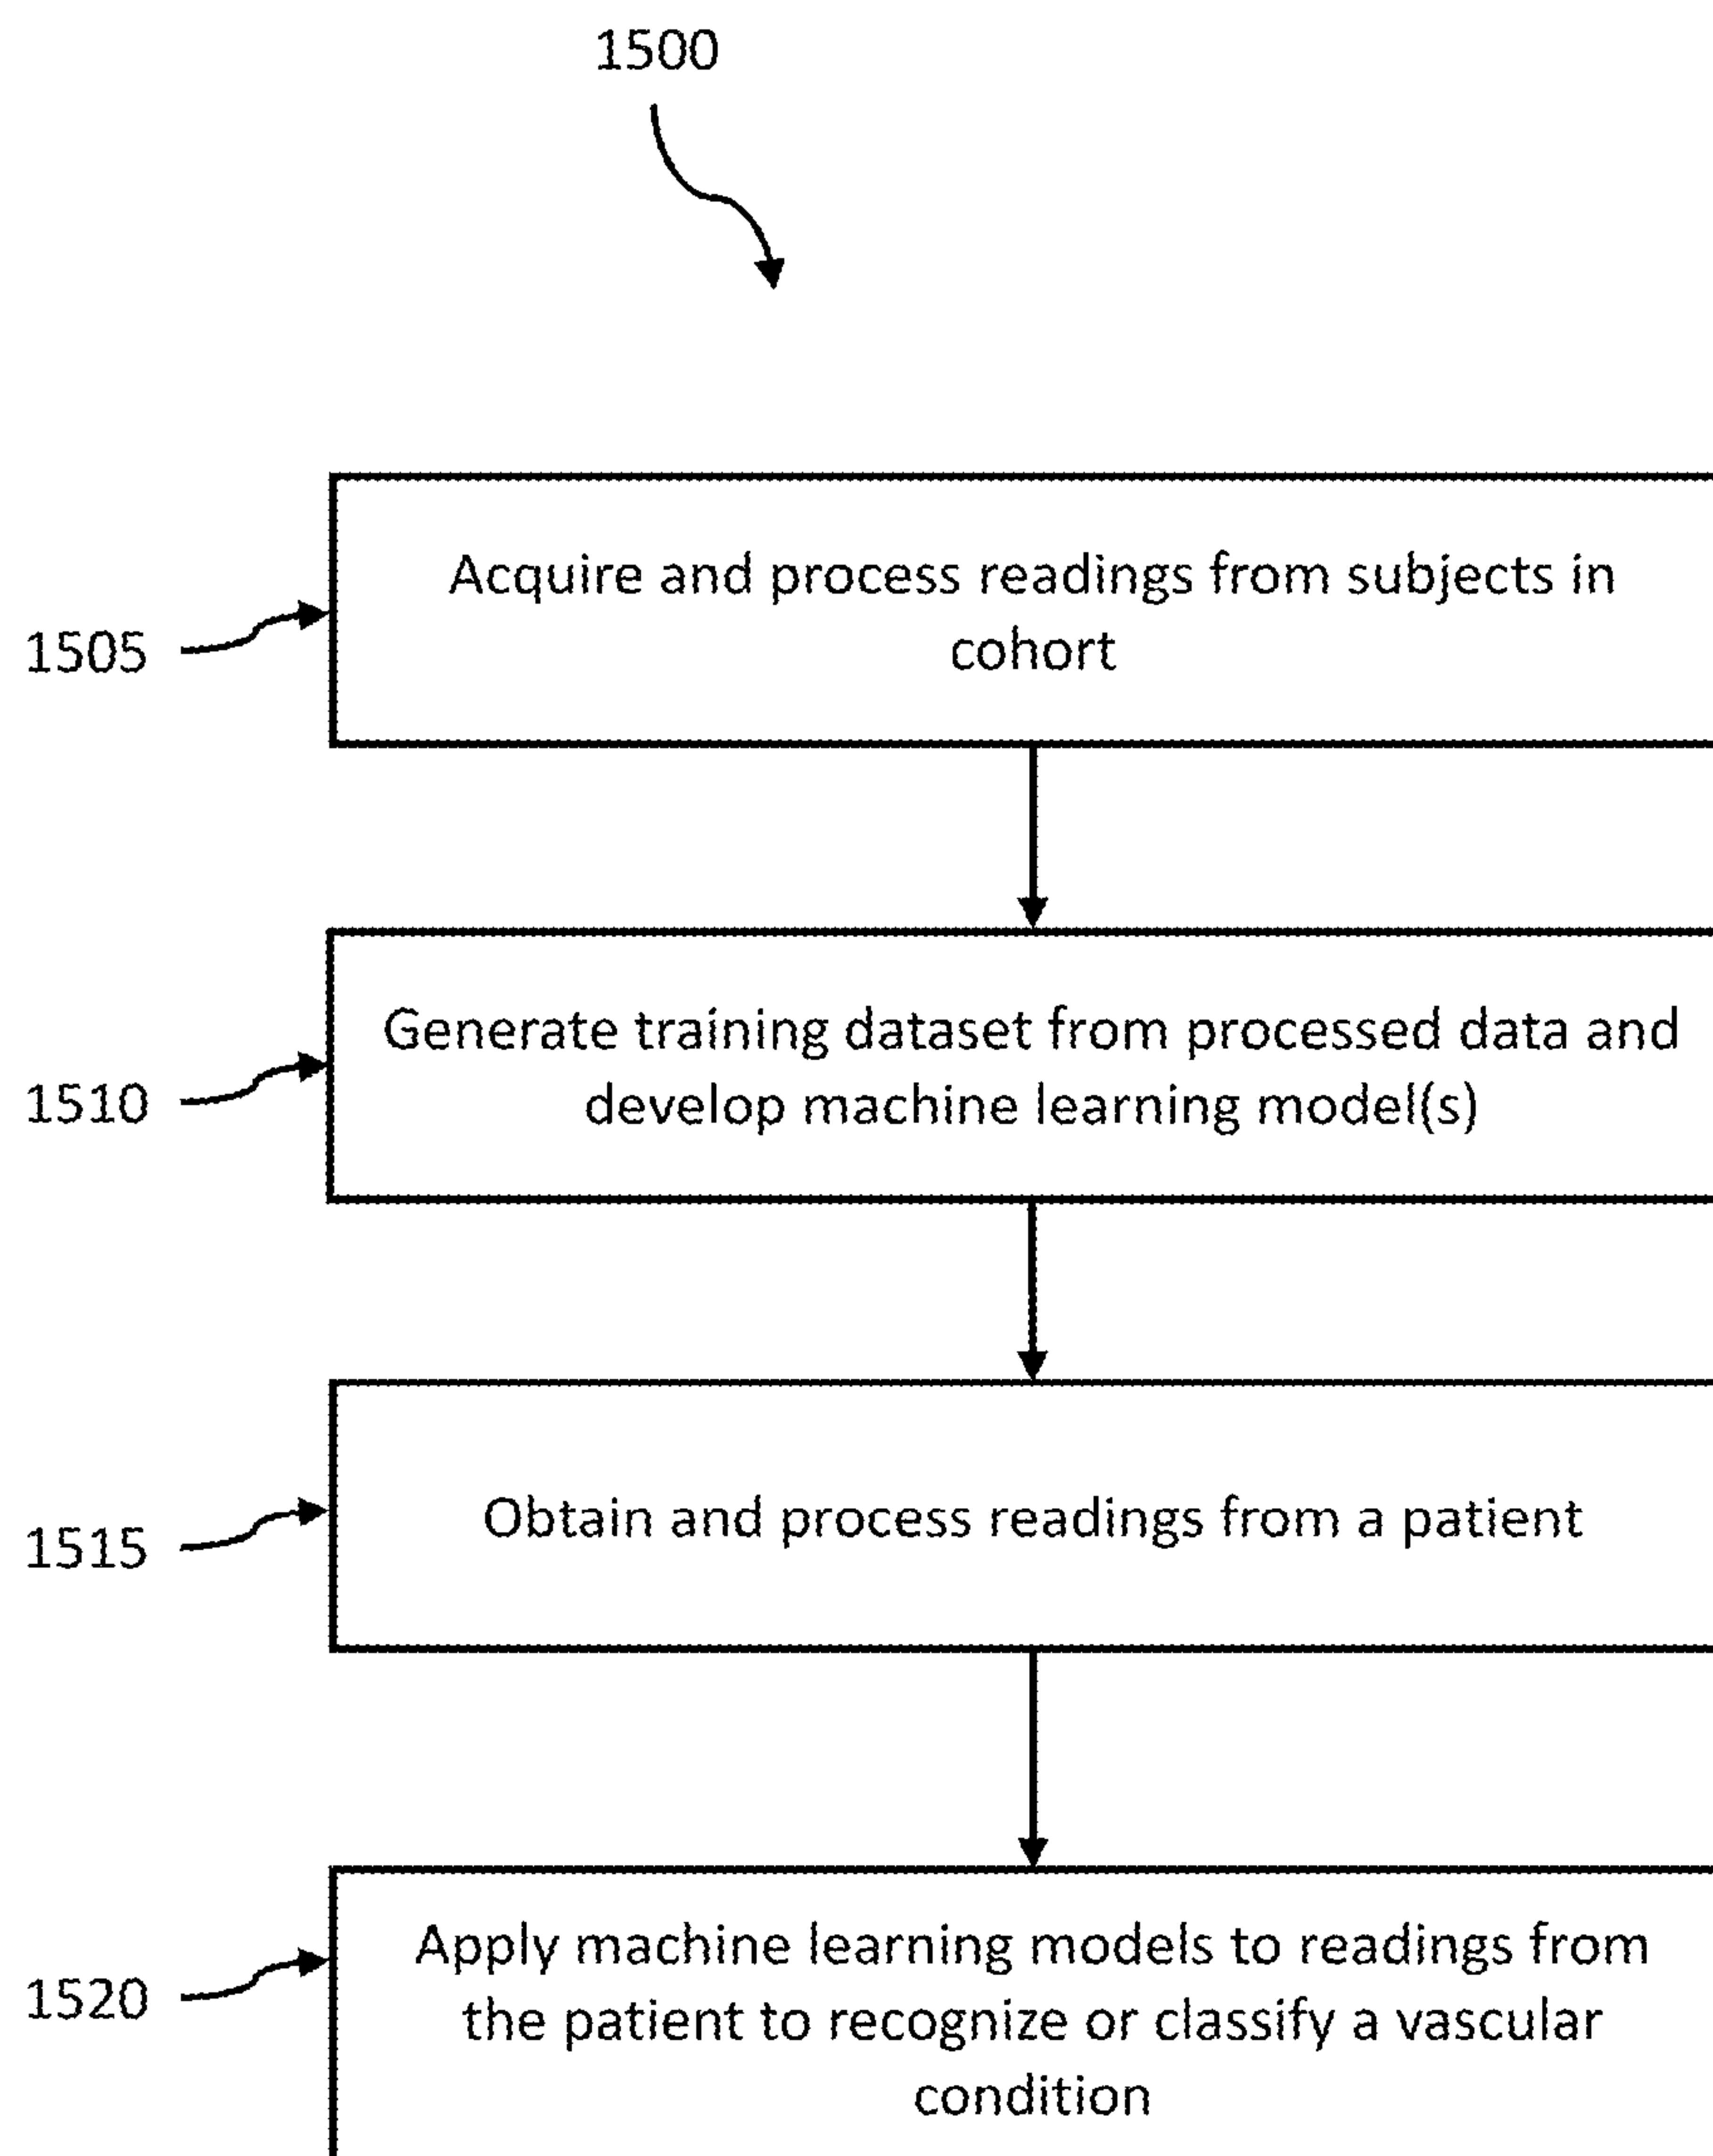 1500
Acquire and process readings from subjects in
cohort
1505
Generate training dataset from processed data and
develop machine learning model(s)
1510
Obtain and process readings from a patient
1515
Apply machine learning models to readings from
the patient to recognize or classify a vascular
condition
1520